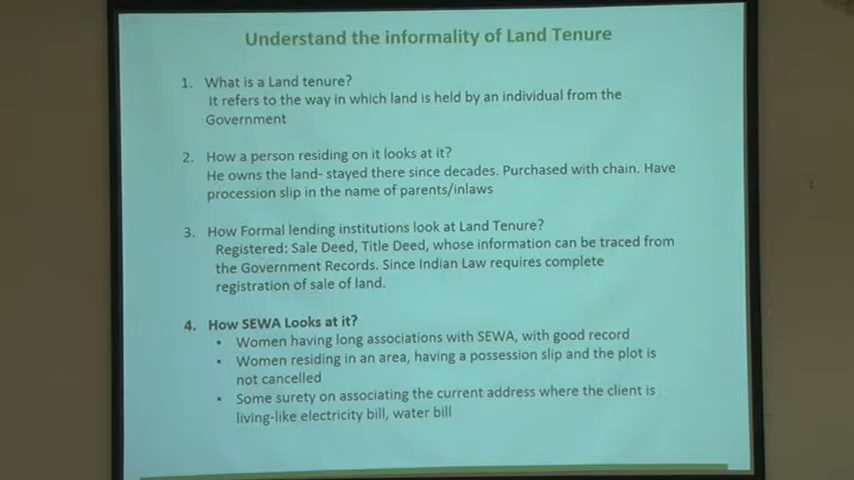 Understand the informality of Land Tenure
1. What is a Land tenure?
It refers to the way in which land is held by an individual from the
Government
2. How a person residing on it looks at it?
He owns the land- stayed there since decades. Purchased with chain. Have
procession slip in the name of parents/inlaws
3. How Formal lending institutions look at Land Tenure?
Registered: Sale Deed, Title Deed, whose information can be traced from
the Government Records. Since Indian Law requires complete
registration of sale of land.
4. How SEWA Looks at it?
• Women having long associations with SEWA, with good record
• Women residing in an area, having a possession slip and the plot is
not cancelled
• Some surety on associating the current address where the client is
living-like electricity bill, water bill